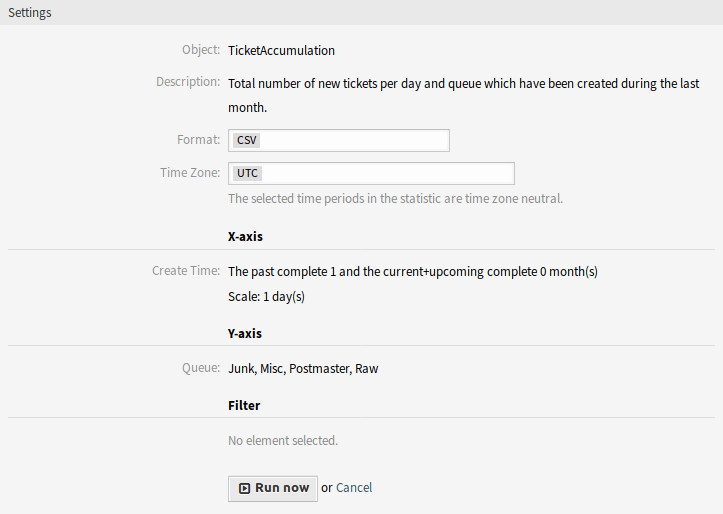 Settings
Object: TicketAccumulation
Description: Total number of new tickets per day and queue which have been created during the last
month.
Format: CSV
Time Zone: UTC
The selected time periods in the statistic are time zone neutral.
X-axis
Create Time: The past complete 1 and the current+upcoming complete 0 month(s)
Scale: 1 day(s)
Y-axis
Queue: Junk, Misc, Postmaster, Raw
Filter
No element selected.
Run now or Cancel